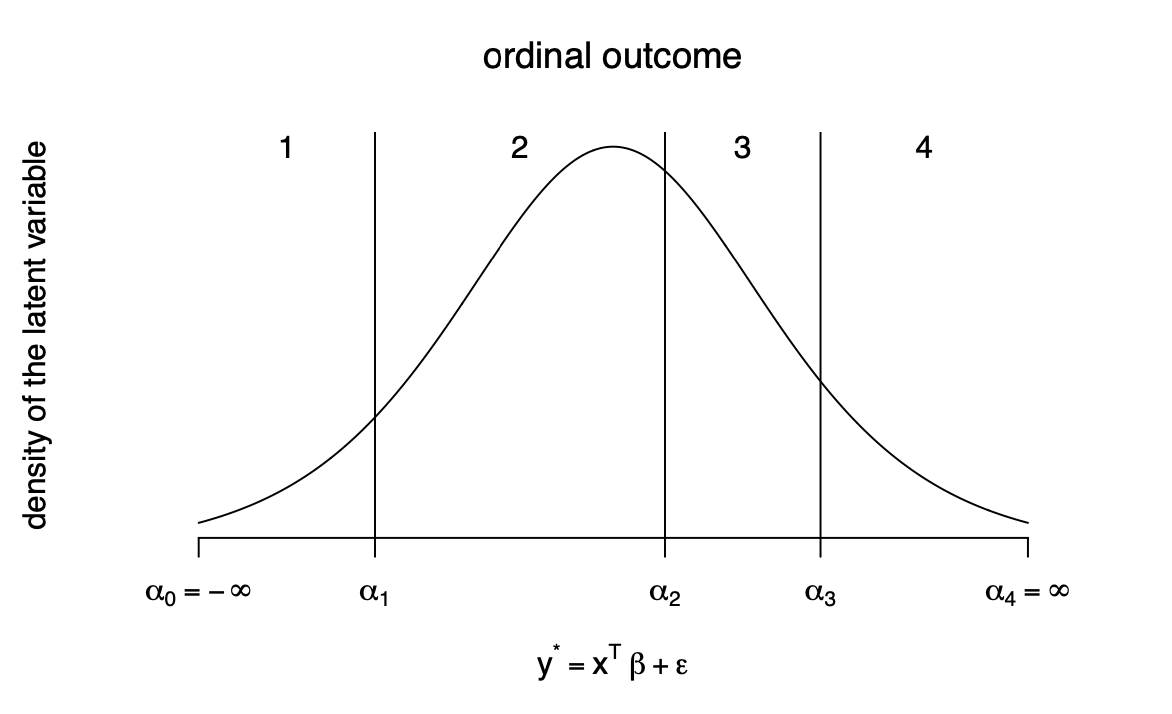 ordinal outcome
1 2 3 4
density of the latent variable
α₀ = − ∞ α₁ α₂ α₃ α₄ = ∞
y* = xᵀ β + ε